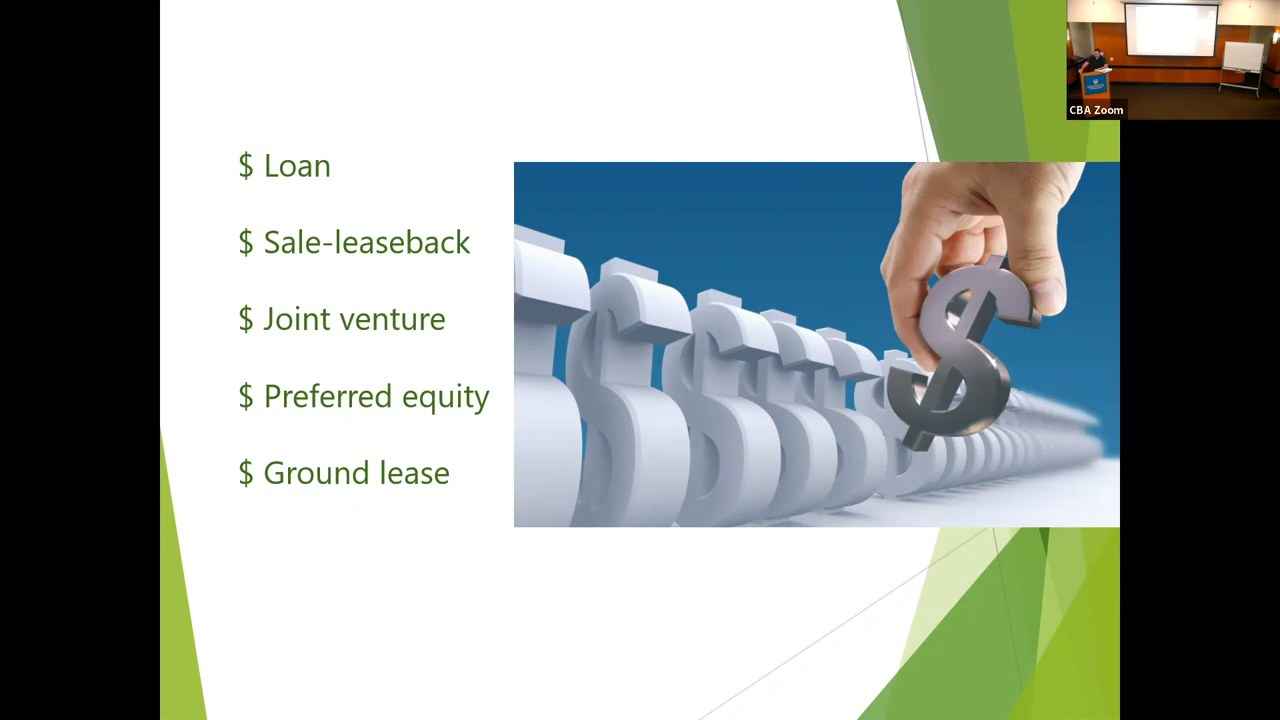 CBA Zoom
$ Loan
$ Sale-leaseback
$ Joint venture
$ Preferred equity
$ Ground lease